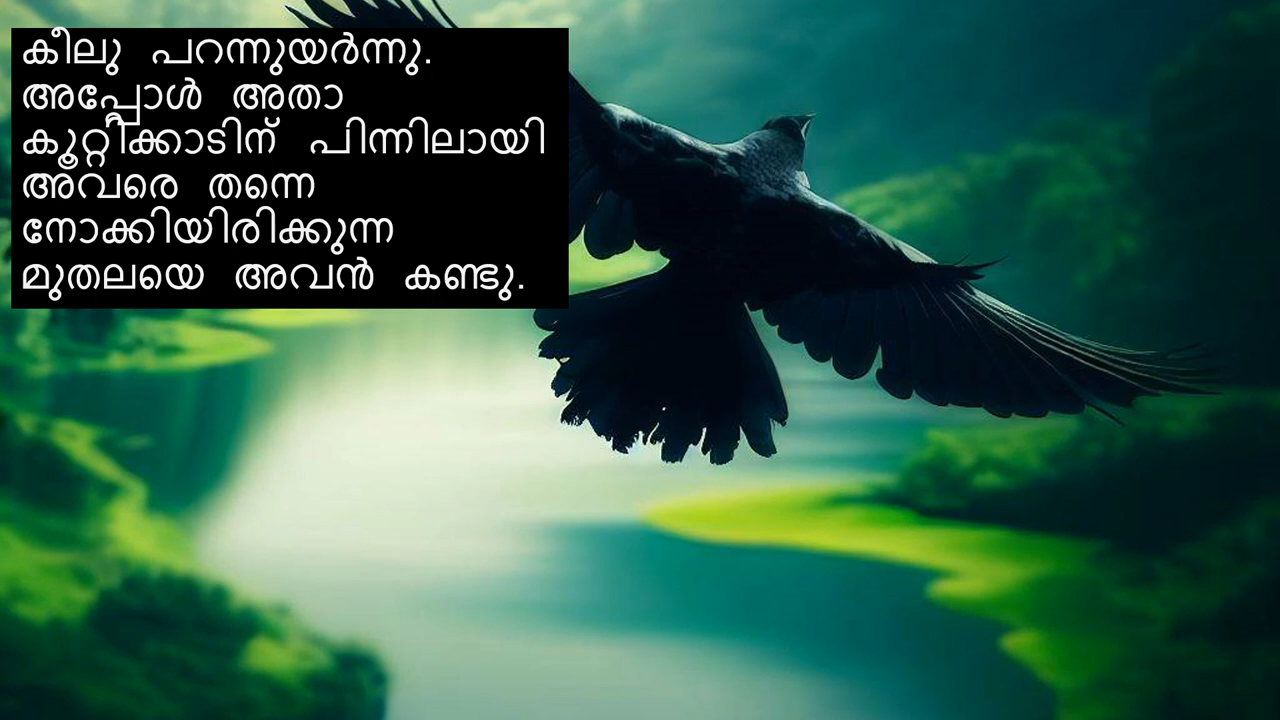 കീലു പറന്നുയർന്നു.
അപ്പോൾ അതാ
കൂറ്റിക്കാടിന് പിന്നിലായി
അവരെ തന്നെ
നോക്കിയിരിക്കുന്ന
മുതലയെ അവൻ കണ്ടു.